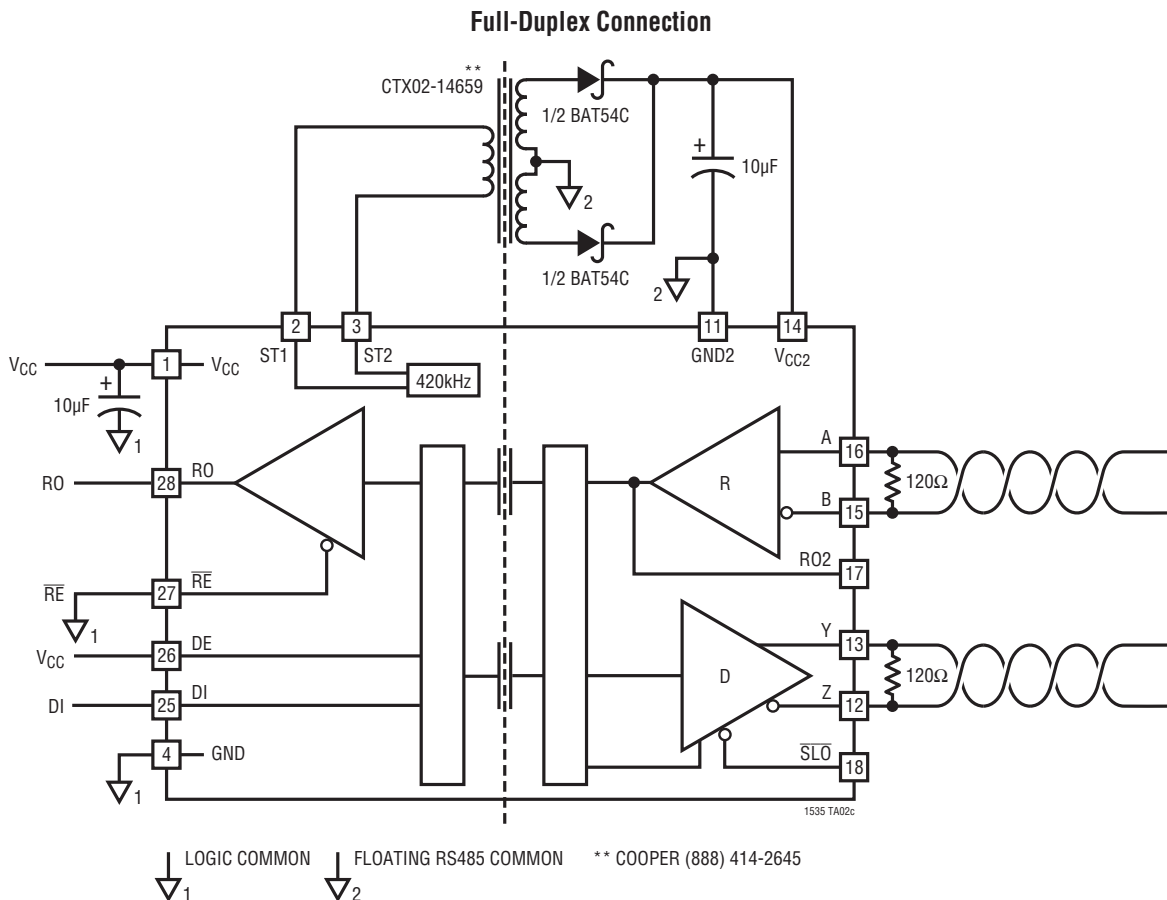 Full-Duplex Connection
**
CTX02-14659
1/2 BAT54C
+
10µF
2
1/2 BAT54C
2
2
3
11
14
ST1
ST2
GND2
VCC2
VCC
1
VCC
420kHz
+
10µF
1
A
16
RO
28
RO
R
120Ω
B
15
RO2
17
RE
27
RE
1
Y
13
VCC
26
DE
D
120Ω
DI
25
DI
Z
12
4
GND
SLO
18
1
1535 TA02c
LOGIC COMMON
1
FLOATING RS485 COMMON
2
** COOPER (888) 414-2645